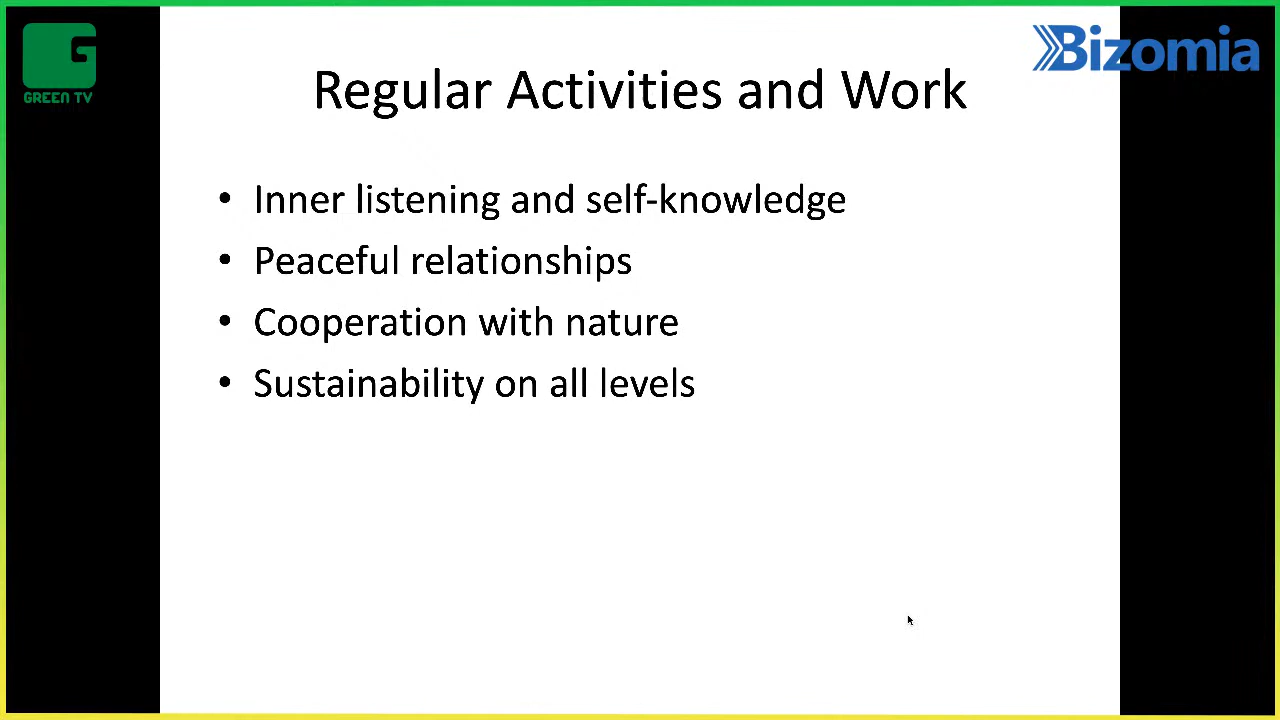 GREEN TV
Bizomia
Regular Activities and Work
• Inner listening and self-knowledge
• Peaceful relationships
• Cooperation with nature
• Sustainability on all levels